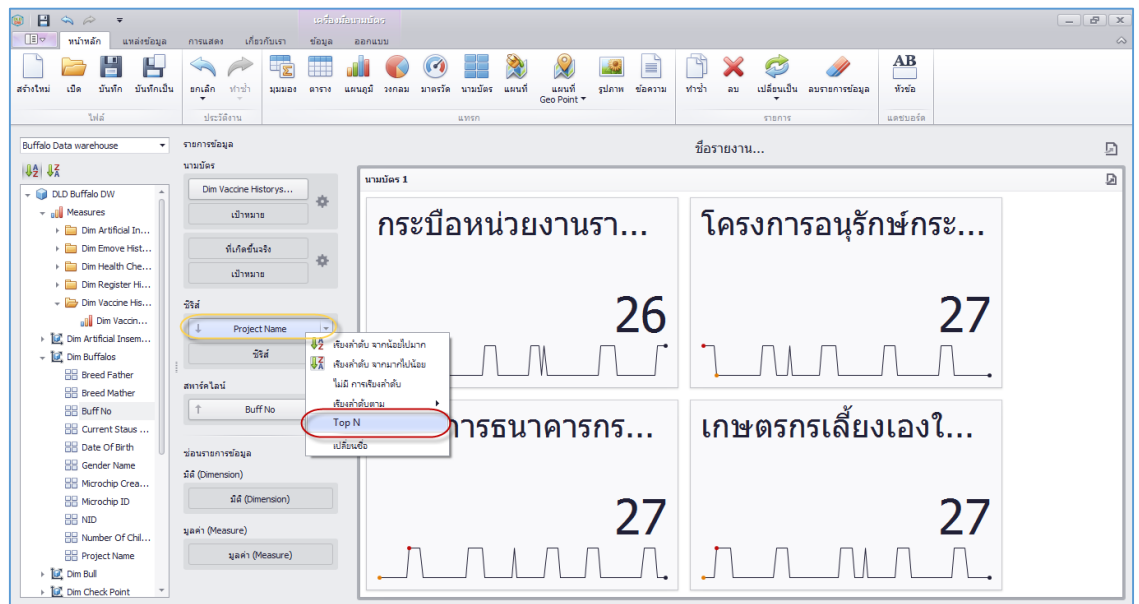 เครื่องมือนามบัตร
หน้าหลัก แหล่งข้อมูล การแสดง เกี่ยวกับเรา ข้อมูล ออกแบบ
สร้างใหม่ เปิด บันทึก บันทึกเป็น ยกเลิก ทำซ้ำ มุมมอง ตาราง แผนภูมิ วงกลม มาตรวัด นามบัตร แผนที่ แผนที่ Geo Point รูปภาพ ข้อความ ทำซ้ำ ลบ เปลี่ยนเป็น ลบรายการข้อมูล AB หัวข้อ
ไฟล์ ประวัติงาน แทรก รายการ แดชบอร์ด
Buffalo Data warehouse
DLD Buffalo DW
Measures
Dim Artificial In...
Dim Emove Hist...
Dim Health Che...
Dim Register Hi...
Dim Vaccine His...
Dim Vaccin...
Dim Artificial Insem...
Dim Buffalos
Breed Father
Breed Mather
Buff No
Current Staus ...
Date Of Birth
Gender Name
Microchip Crea...
Microchip ID
NID
Number Of Chil...
Project Name
Dim Bull
Dim Check Point
รายการข้อมูล
นามบัตร
Dim Vaccine Historys...
เป้าหมาย
ที่เกิดขึ้นจริง
เป้าหมาย
ซิรีส์
Project Name
ซิรีส์
สพาร์คไลน์
Buff No
ซ่อนรายการข้อมูล
มิติ (Dimension)
มิติ (Dimension)
มูลค่า (Measure)
มูลค่า (Measure)
เรียงลำดับ จากน้อยไปมาก
เรียงลำดับ จากมากไปน้อย
ไม่มี การเรียงลำดับ
เรียงลำดับตาม
Top N
เปลี่ยนชื่อ
ชื่อรายงาน...
นามบัตร 1
กระบือหน่วยงานรา...
26
โครงการอนุรักษ์กระ...
27
การธนาคารกร...
27
เกษตรกรเลี้ยงเองใ...
27